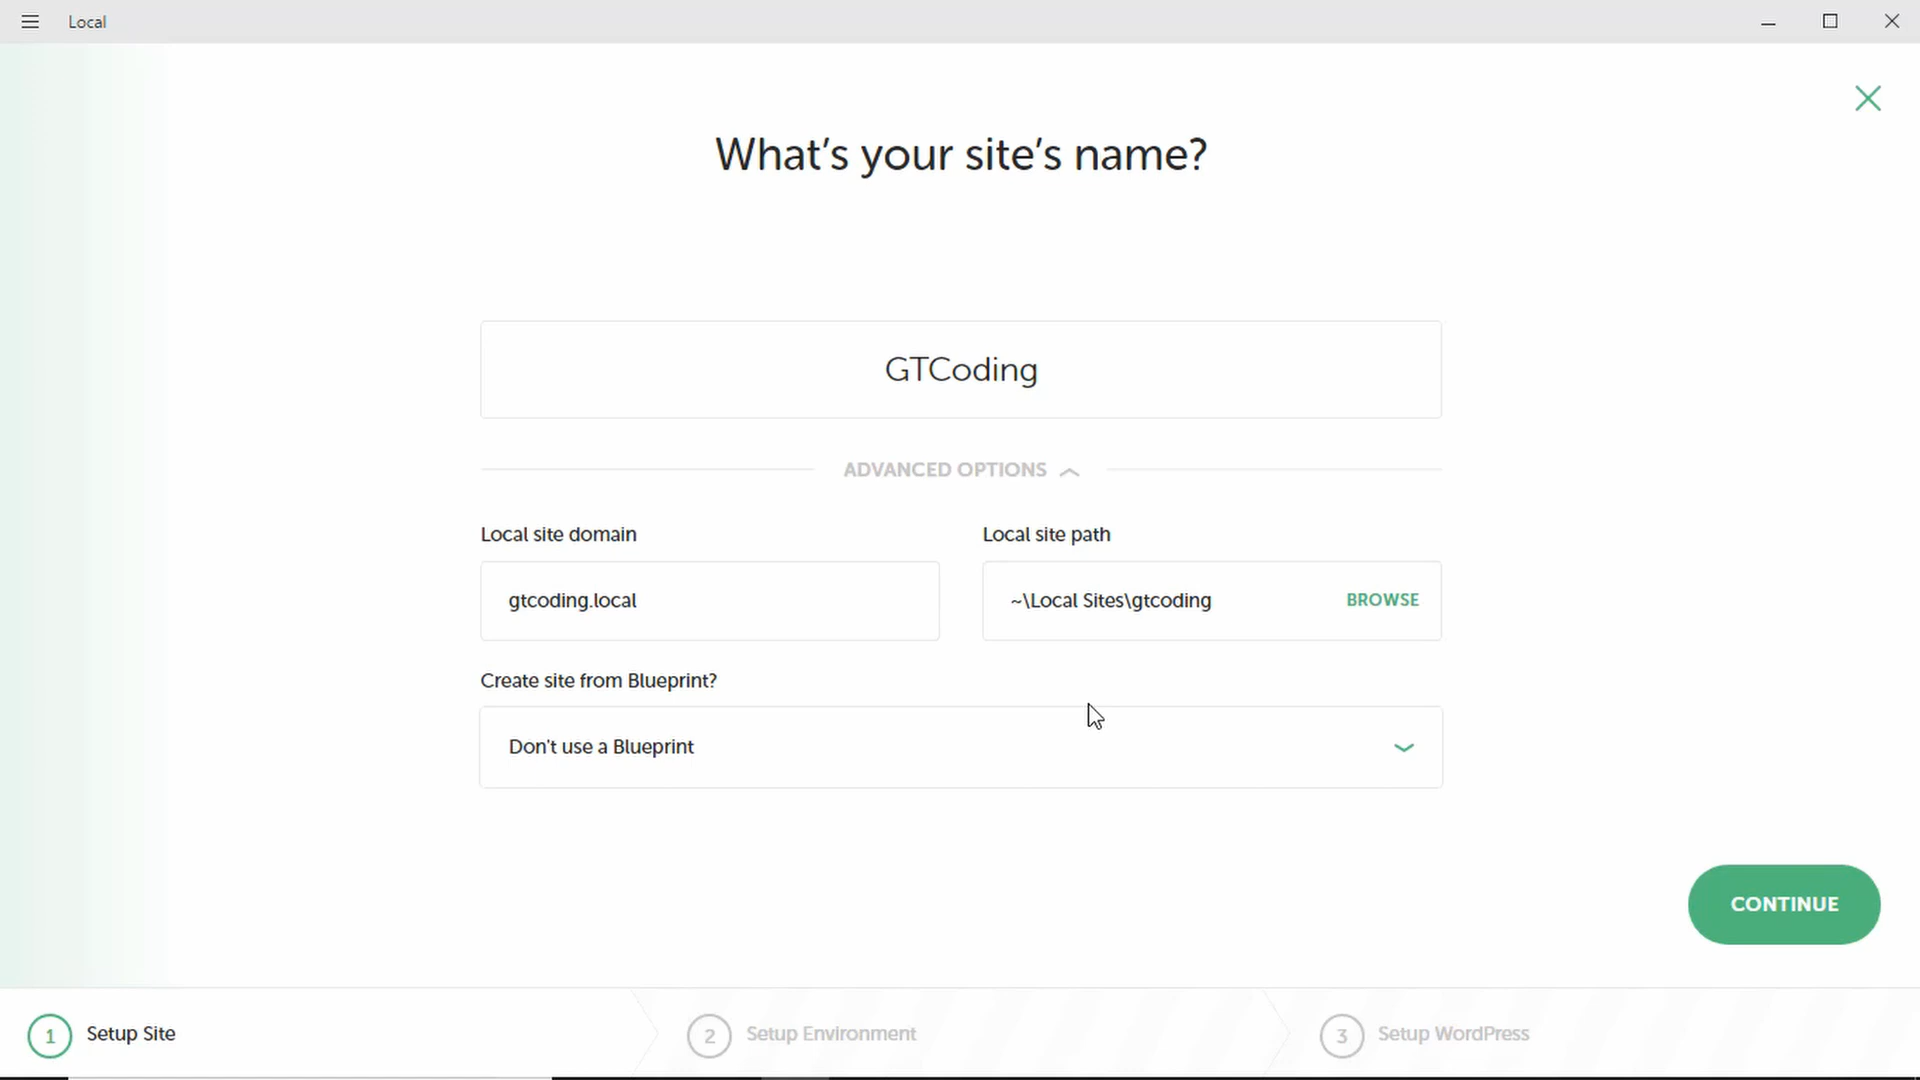 Local
What's your site's name?
GTCoding
ADVANCED OPTIONS
Local site domain
Local site path
gtcoding.local
~\Local Sites\gtcoding
BROWSE
Create site from Blueprint?
Don't use a Blueprint
CONTINUE
1 Setup Site
2 Setup Environment
3 Setup WordPress